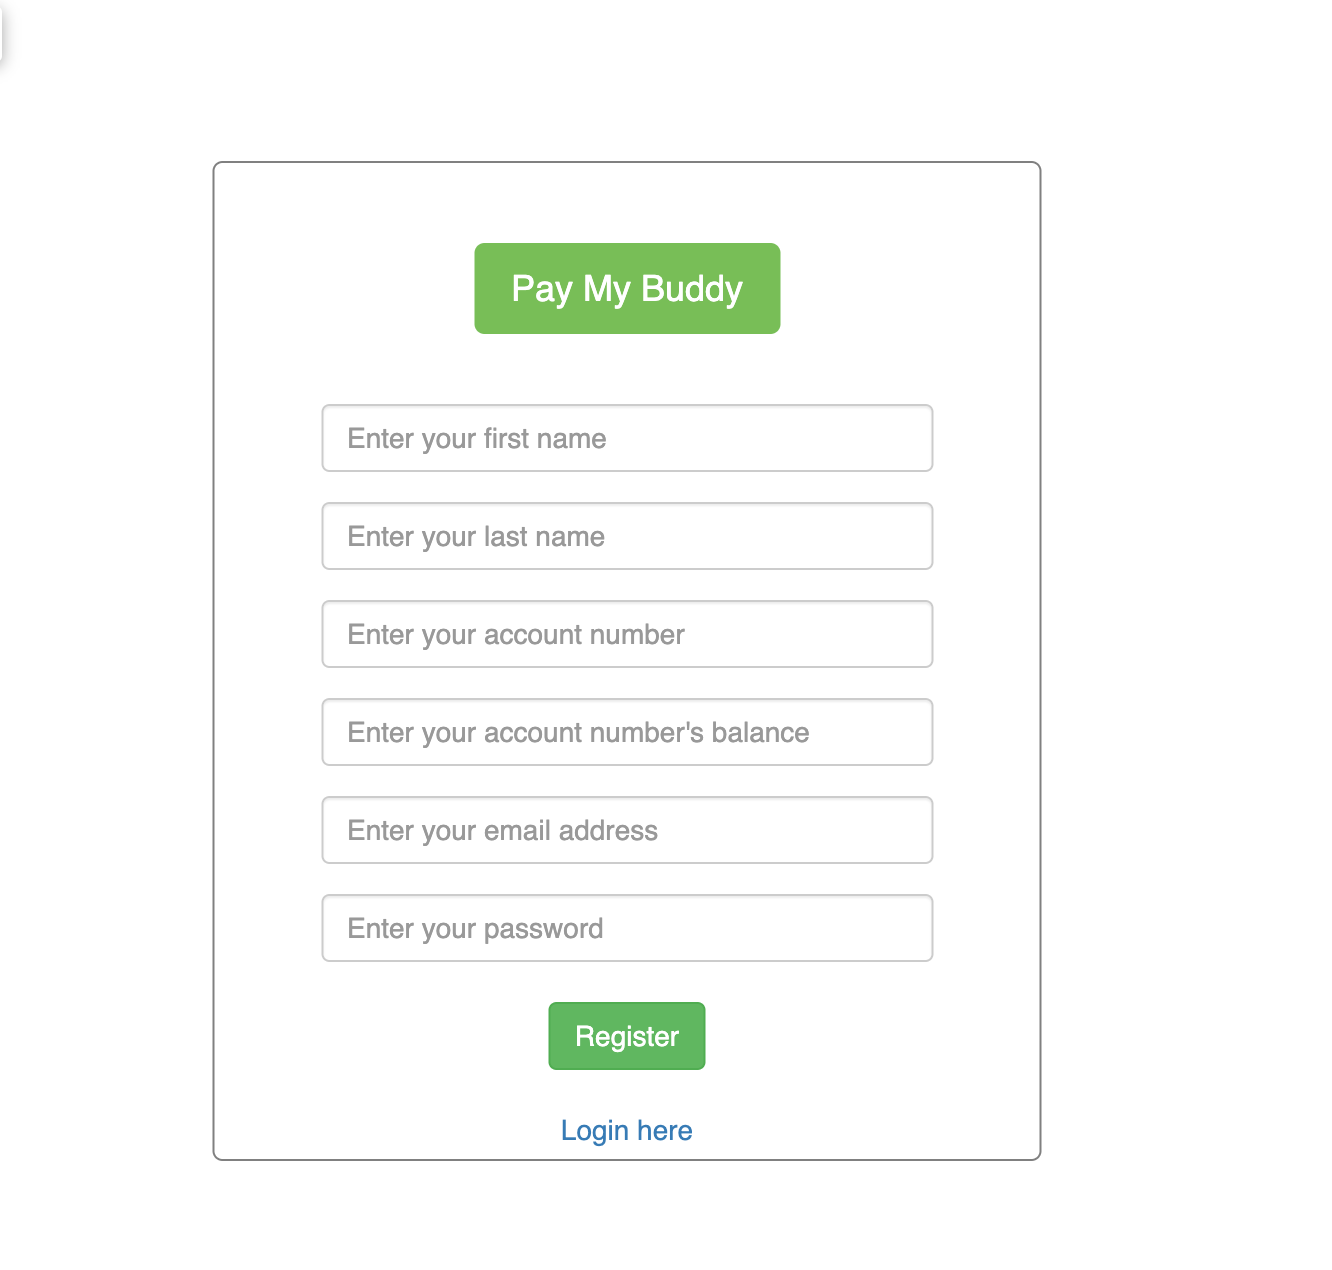 Pay My Buddy
Enter your first name
Enter your last name
Enter your account number
Enter your account number's balance
Enter your email address
Enter your password
Register
Login here